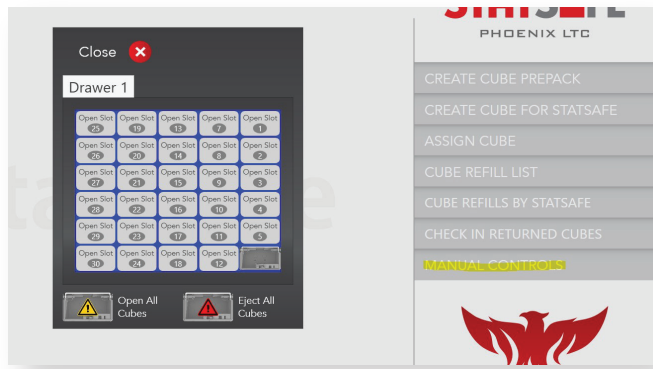 STATSAFE
PHOENIX LTC
Close
Drawer 1
Open Slot Open Slot Open Slot Open Slot Open Slot
25 19 13 7 1
Open Slot Open Slot Open Slot Open Slot Open Slot
26 20 14 8 2
Open Slot Open Slot Open Slot Open Slot Open Slot
27 21 15 9 3
Open Slot Open Slot Open Slot Open Slot Open Slot
28 22 16 10 4
Open Slot Open Slot Open Slot Open Slot Open Slot
29 23 17 11 5
Open Slot Open Slot Open Slot Open Slot
30 24 18 12
Open All
Cubes
Eject All
Cubes
CREATE CUBE PREPACK
CREATE CUBE FOR STATSAFE
ASSIGN CUBE
CUBE REFILL LIST
CUBE REFILLS BY STATSAFE
CHECK IN RETURNED CUBES
MANUAL CONTROLS